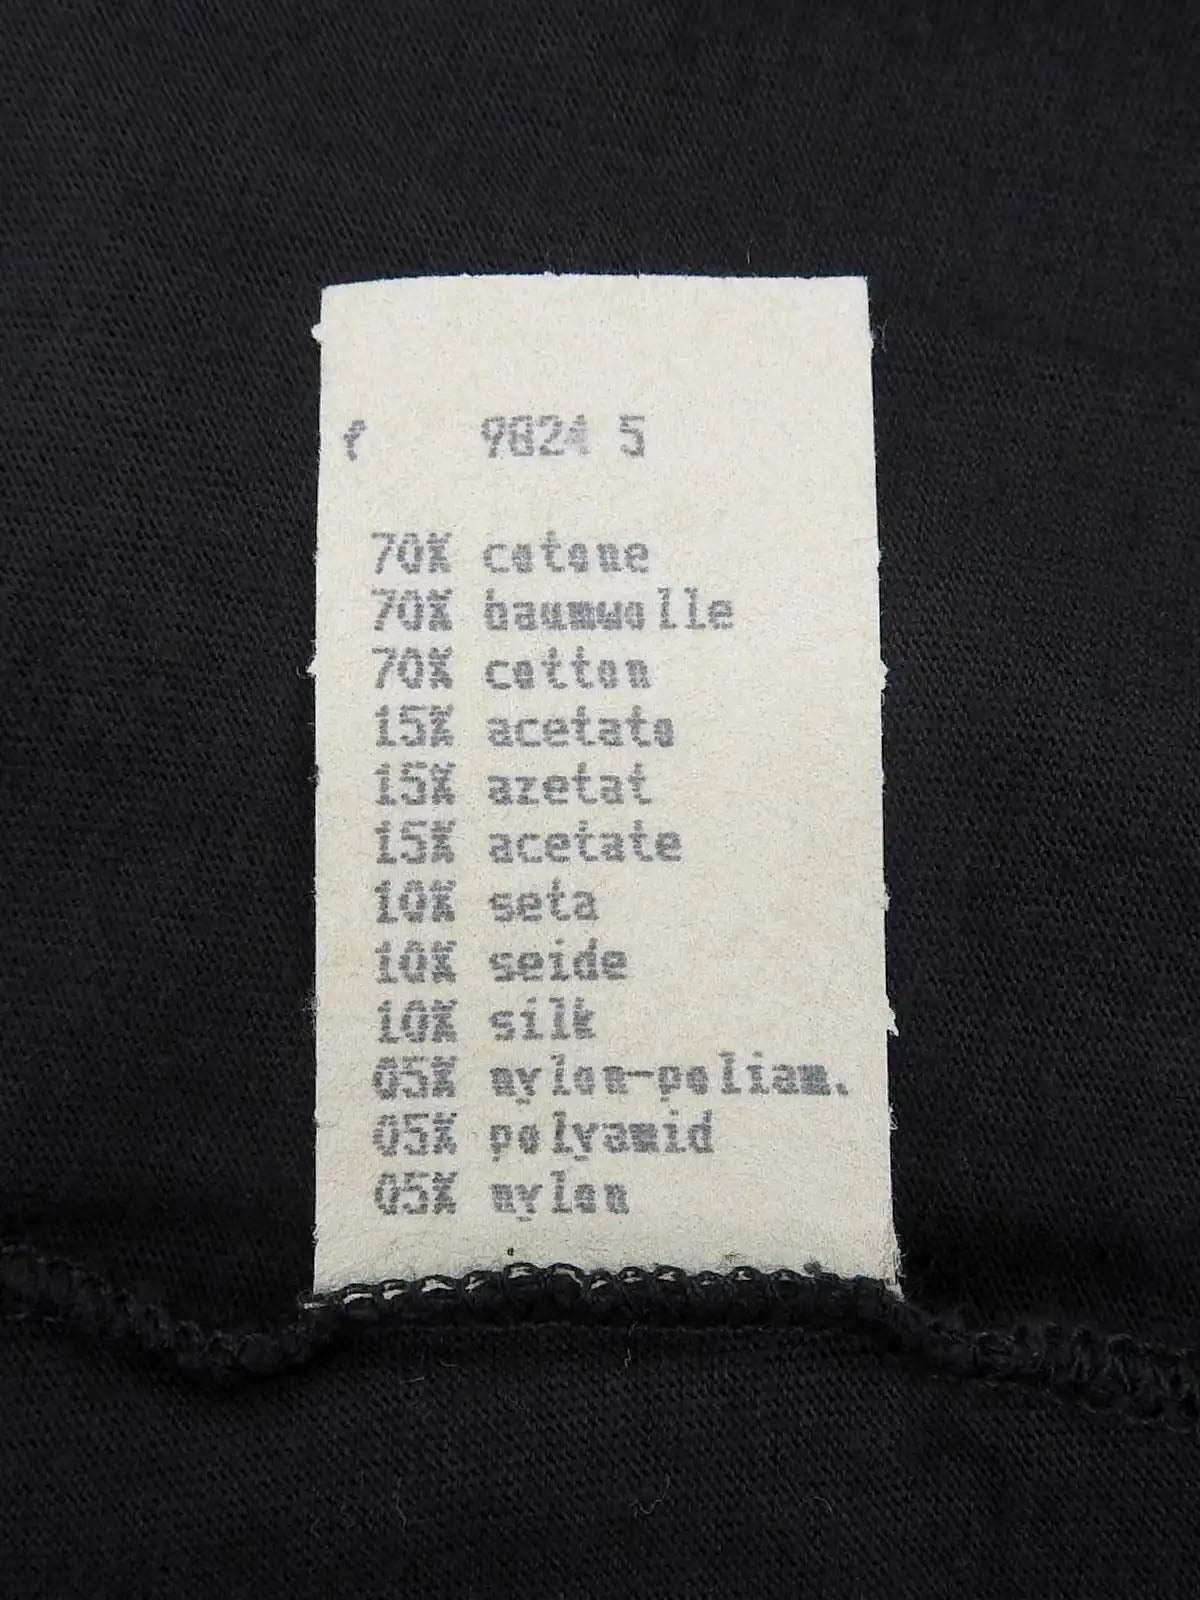 f 9824 5
70% cotone
70% baumwolle
70% cotton
15% acetato
15% azetat
15% acetate
10% seta
10% seide
10% silk
05% nylon-poliam.
05% polyamid
05% nylon